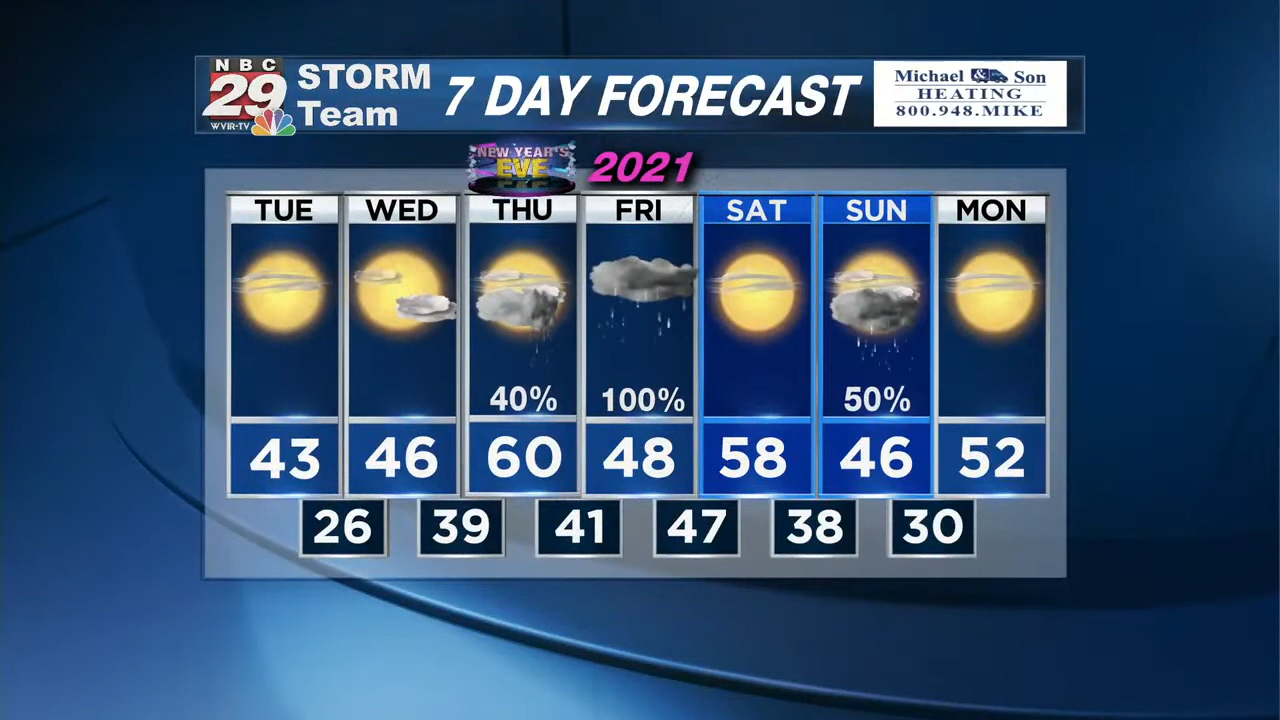 NBC
29
WVIR-TV
STORM
Team
7 DAY FORECAST
Michael & Son
HEATING
800.948.MIKE
NEW YEAR'S
EVE
2021
TUE WED THU FRI SAT SUN MON
40% 100% 50%
43 46 60 48 58 46 52
26 39 41 47 38 30